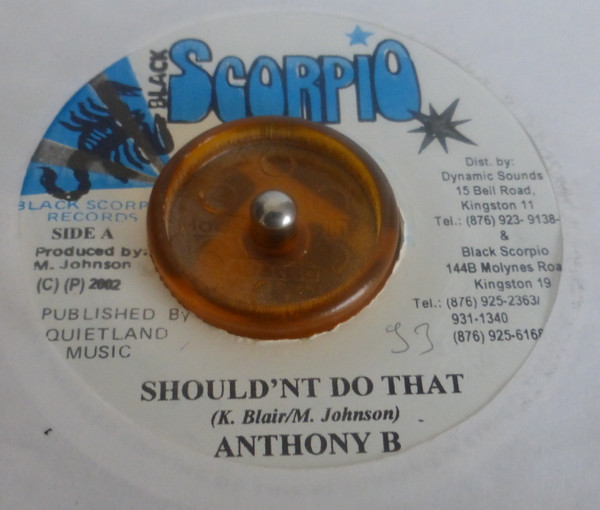 BLACK
SCORPIO
BLACK SCORP
RECORDS
SIDE A
Produced by:
M. Johnson
(C) (P) 2002
PUBLISHED By
QUIETLAND
MUSIC
Dist. by:
Dynamic Sounds
15 Bell Road,
Kingston 11
Tel.: (876) 923- 9138-
&
Black Scorpio
144B Molynes Roa
Kingston 19
Tel.: (876) 925-2363/
931-1340
(876) 925-6168
93
SHOULD'NT DO THAT
(K. Blair/M. Johnson)
ANTHONY B